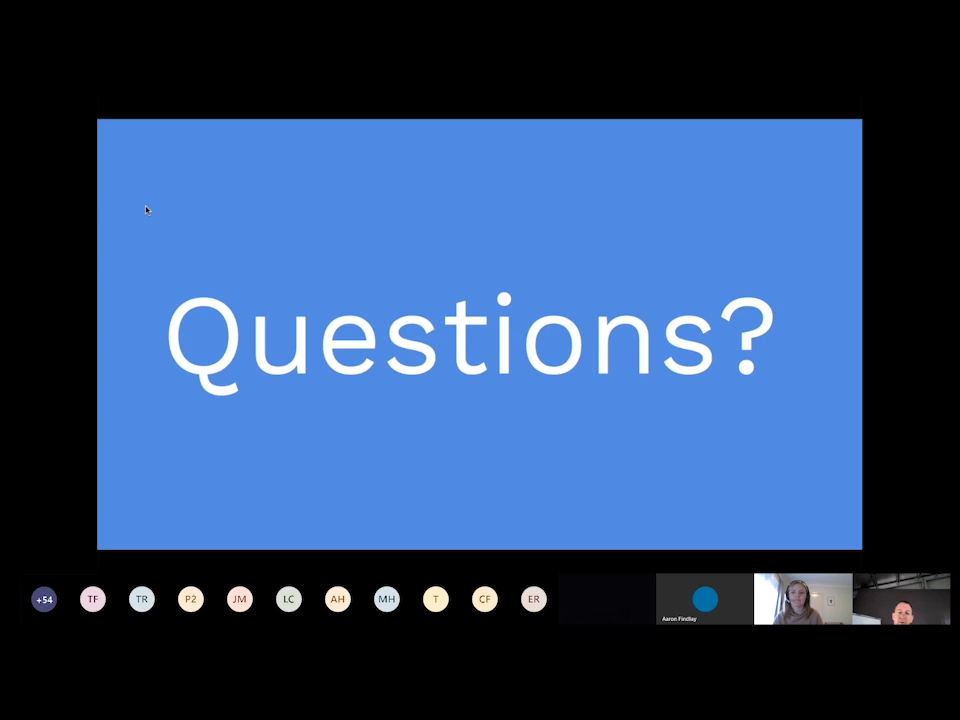 Questions?
+54
TF
TR
P2
JM
LC
AH
MH
T
CF
ER
Aaron Findlay